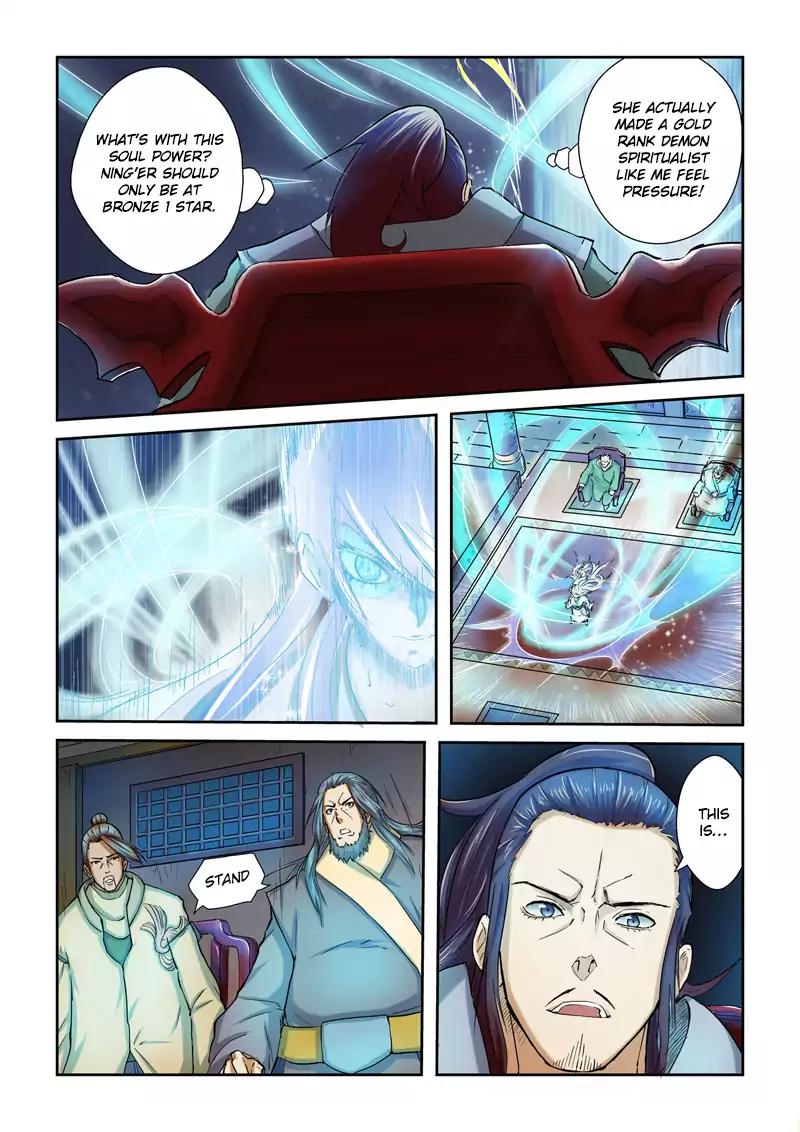 WHAT'S WITH THIS
SOUL POWER?
NING'ER SHOULD
ONLY BE AT
BRONZE 1 STAR.
SHE ACTUALLY
MADE A GOLD
RANK DEMON
SPIRITUALIST
LIKE ME FEEL
PRESSURE!
STAND
THIS
IS...